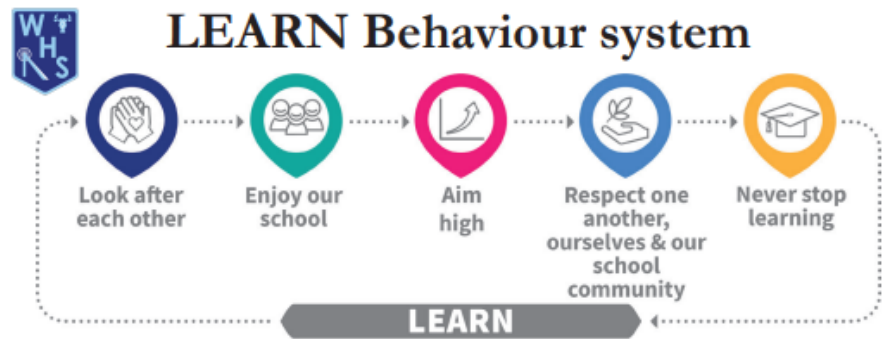 W
H
S
LEARN Behaviour system
Look after
each other
Enjoy our
school
Aim
high
Respect one
another,
ourselves & our
school
community
Never stop
learning
LEARN